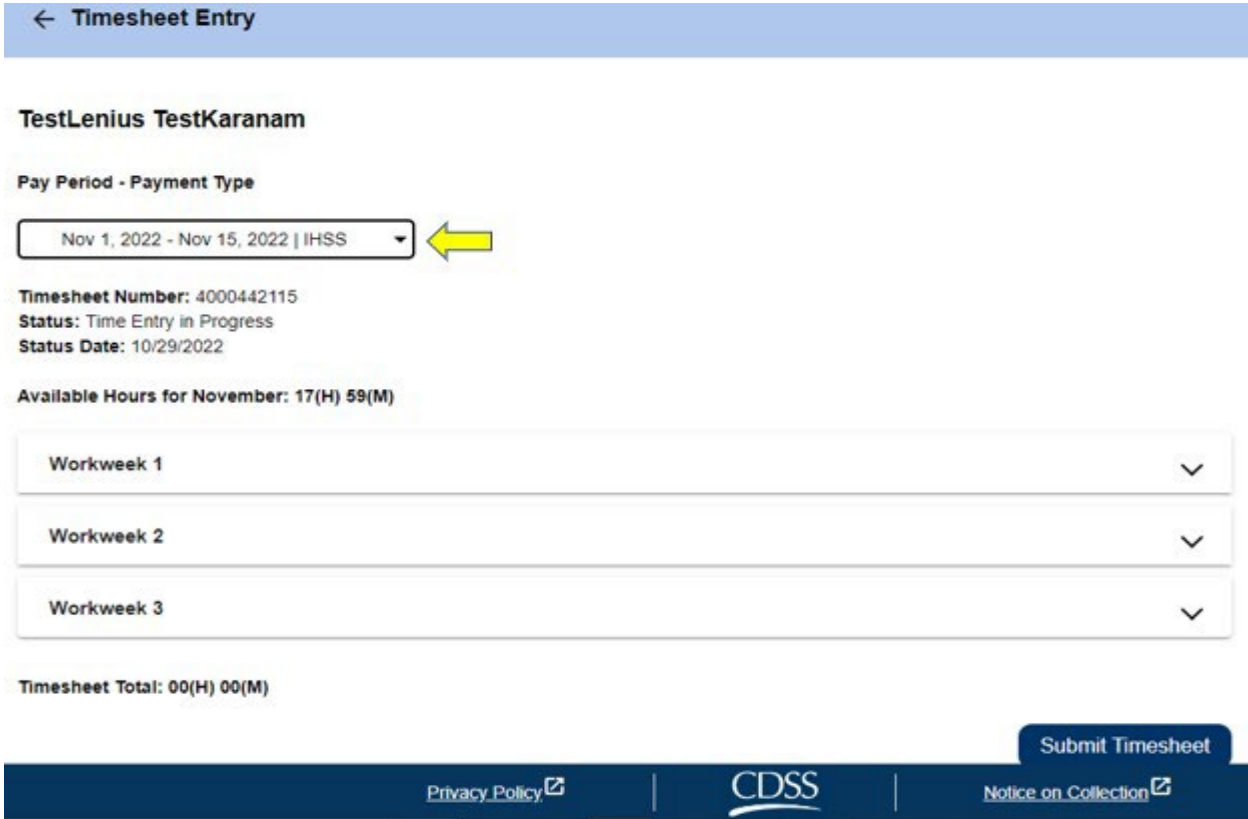 ← Timesheet Entry
TestLenius TestKaranam
Pay Period - Payment Type
Nov 1, 2022 - Nov 15, 2022 | IHSS
Timesheet Number: 4000442115
Status: Time Entry in Progress
Status Date: 10/29/2022
Available Hours for November: 17(H) 59(M)
Workweek 1
Workweek 2
Workweek 3
Timesheet Total: 00(H) 00(M)
Submit Timesheet
Privacy Policy CDSS Notice on Collection